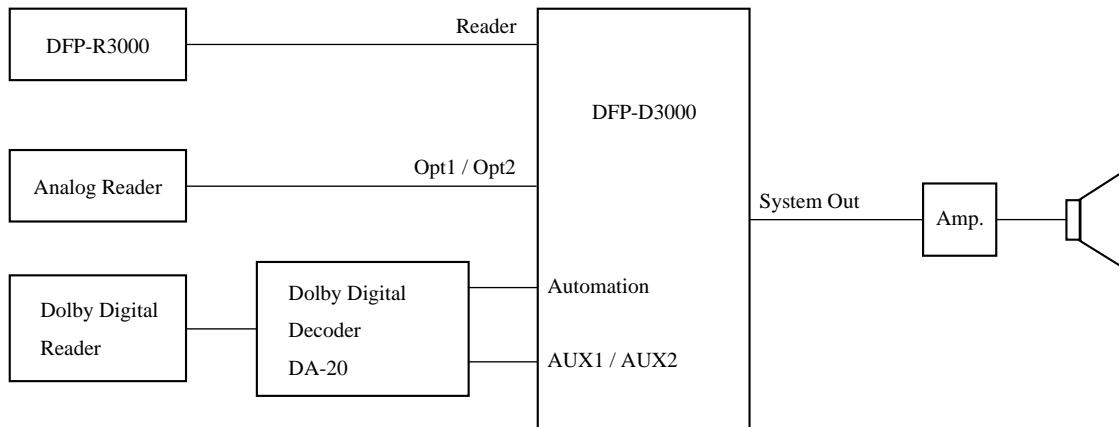 DFP-R3000
Reader
DFP-D3000
Analog Reader
Opt1 / Opt2
System Out
Amp.
Dolby Digital
Reader
Dolby Digital
Decoder
DA-20
Automation
AUX1 / AUX2